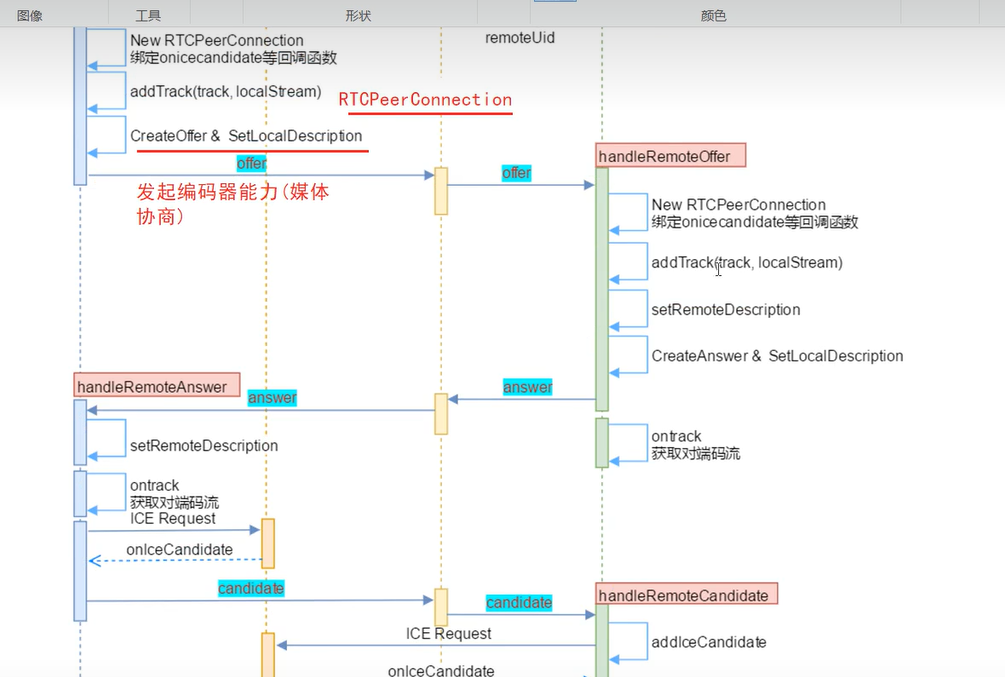 图像
工具
形状
颜色
New RTCPeerConnection
绑定onicecandidate等回调函数
remoteUid
addTrack(track, localStream)
RTCPeerConnection
CreateOffer & SetLocalDescription
offer
发起编码器能力(媒体
协商)
offer
handleRemoteOffer
New RTCPeerConnection
绑定onicecandidate等回调函数
addTrack(track, localStream)
setRemoteDescription
CreateAnswer & SetLocalDescription
handleRemoteAnswer
answer
answer
setRemoteDescription
ontrack
获取对端码流
ontrack
获取对端码流
ICE Request
onIceCandidate
candidate
candidate
handleRemoteCandidate
ICE Request
addIceCandidate
onIceCandidate